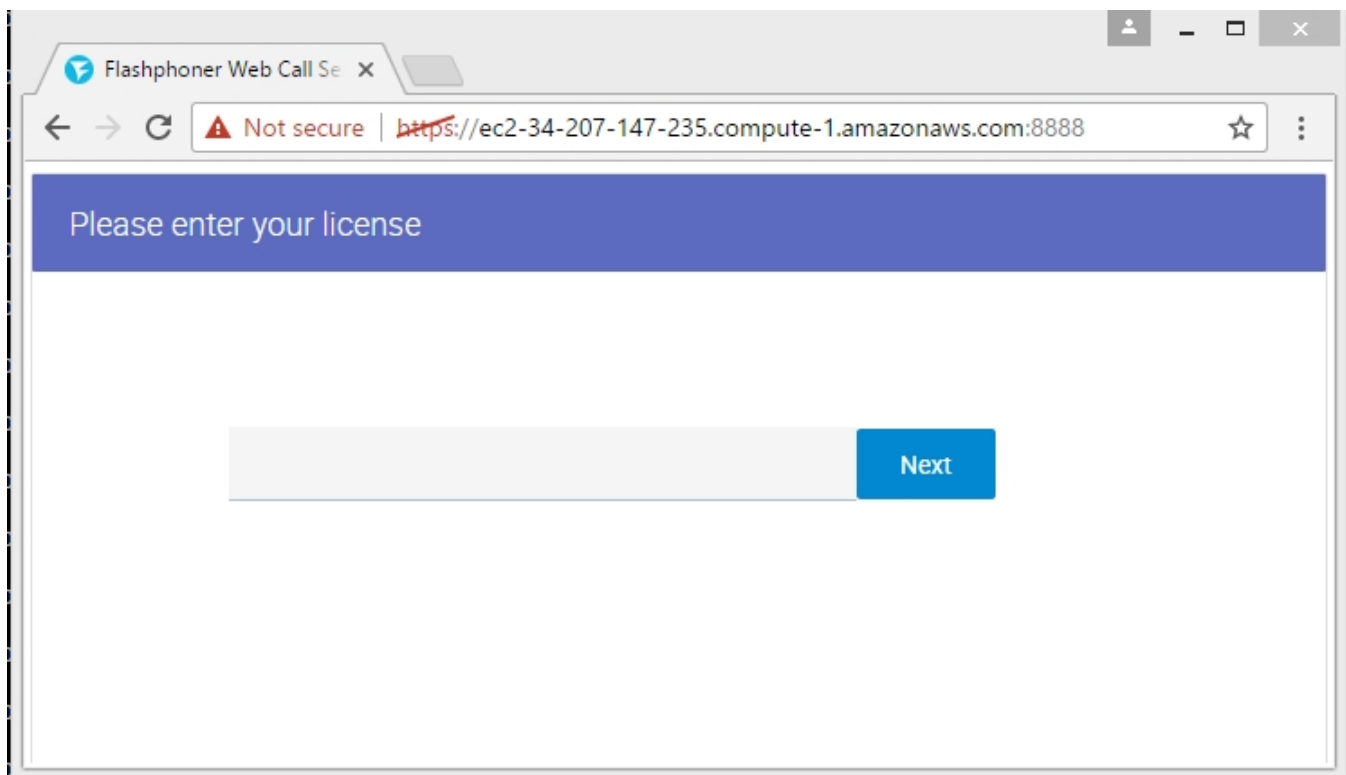 Flashphoner Web Call Se
Not secure | https://ec2-34-207-147-235.compute-1.amazonaws.com:8888
Please enter your license
Next